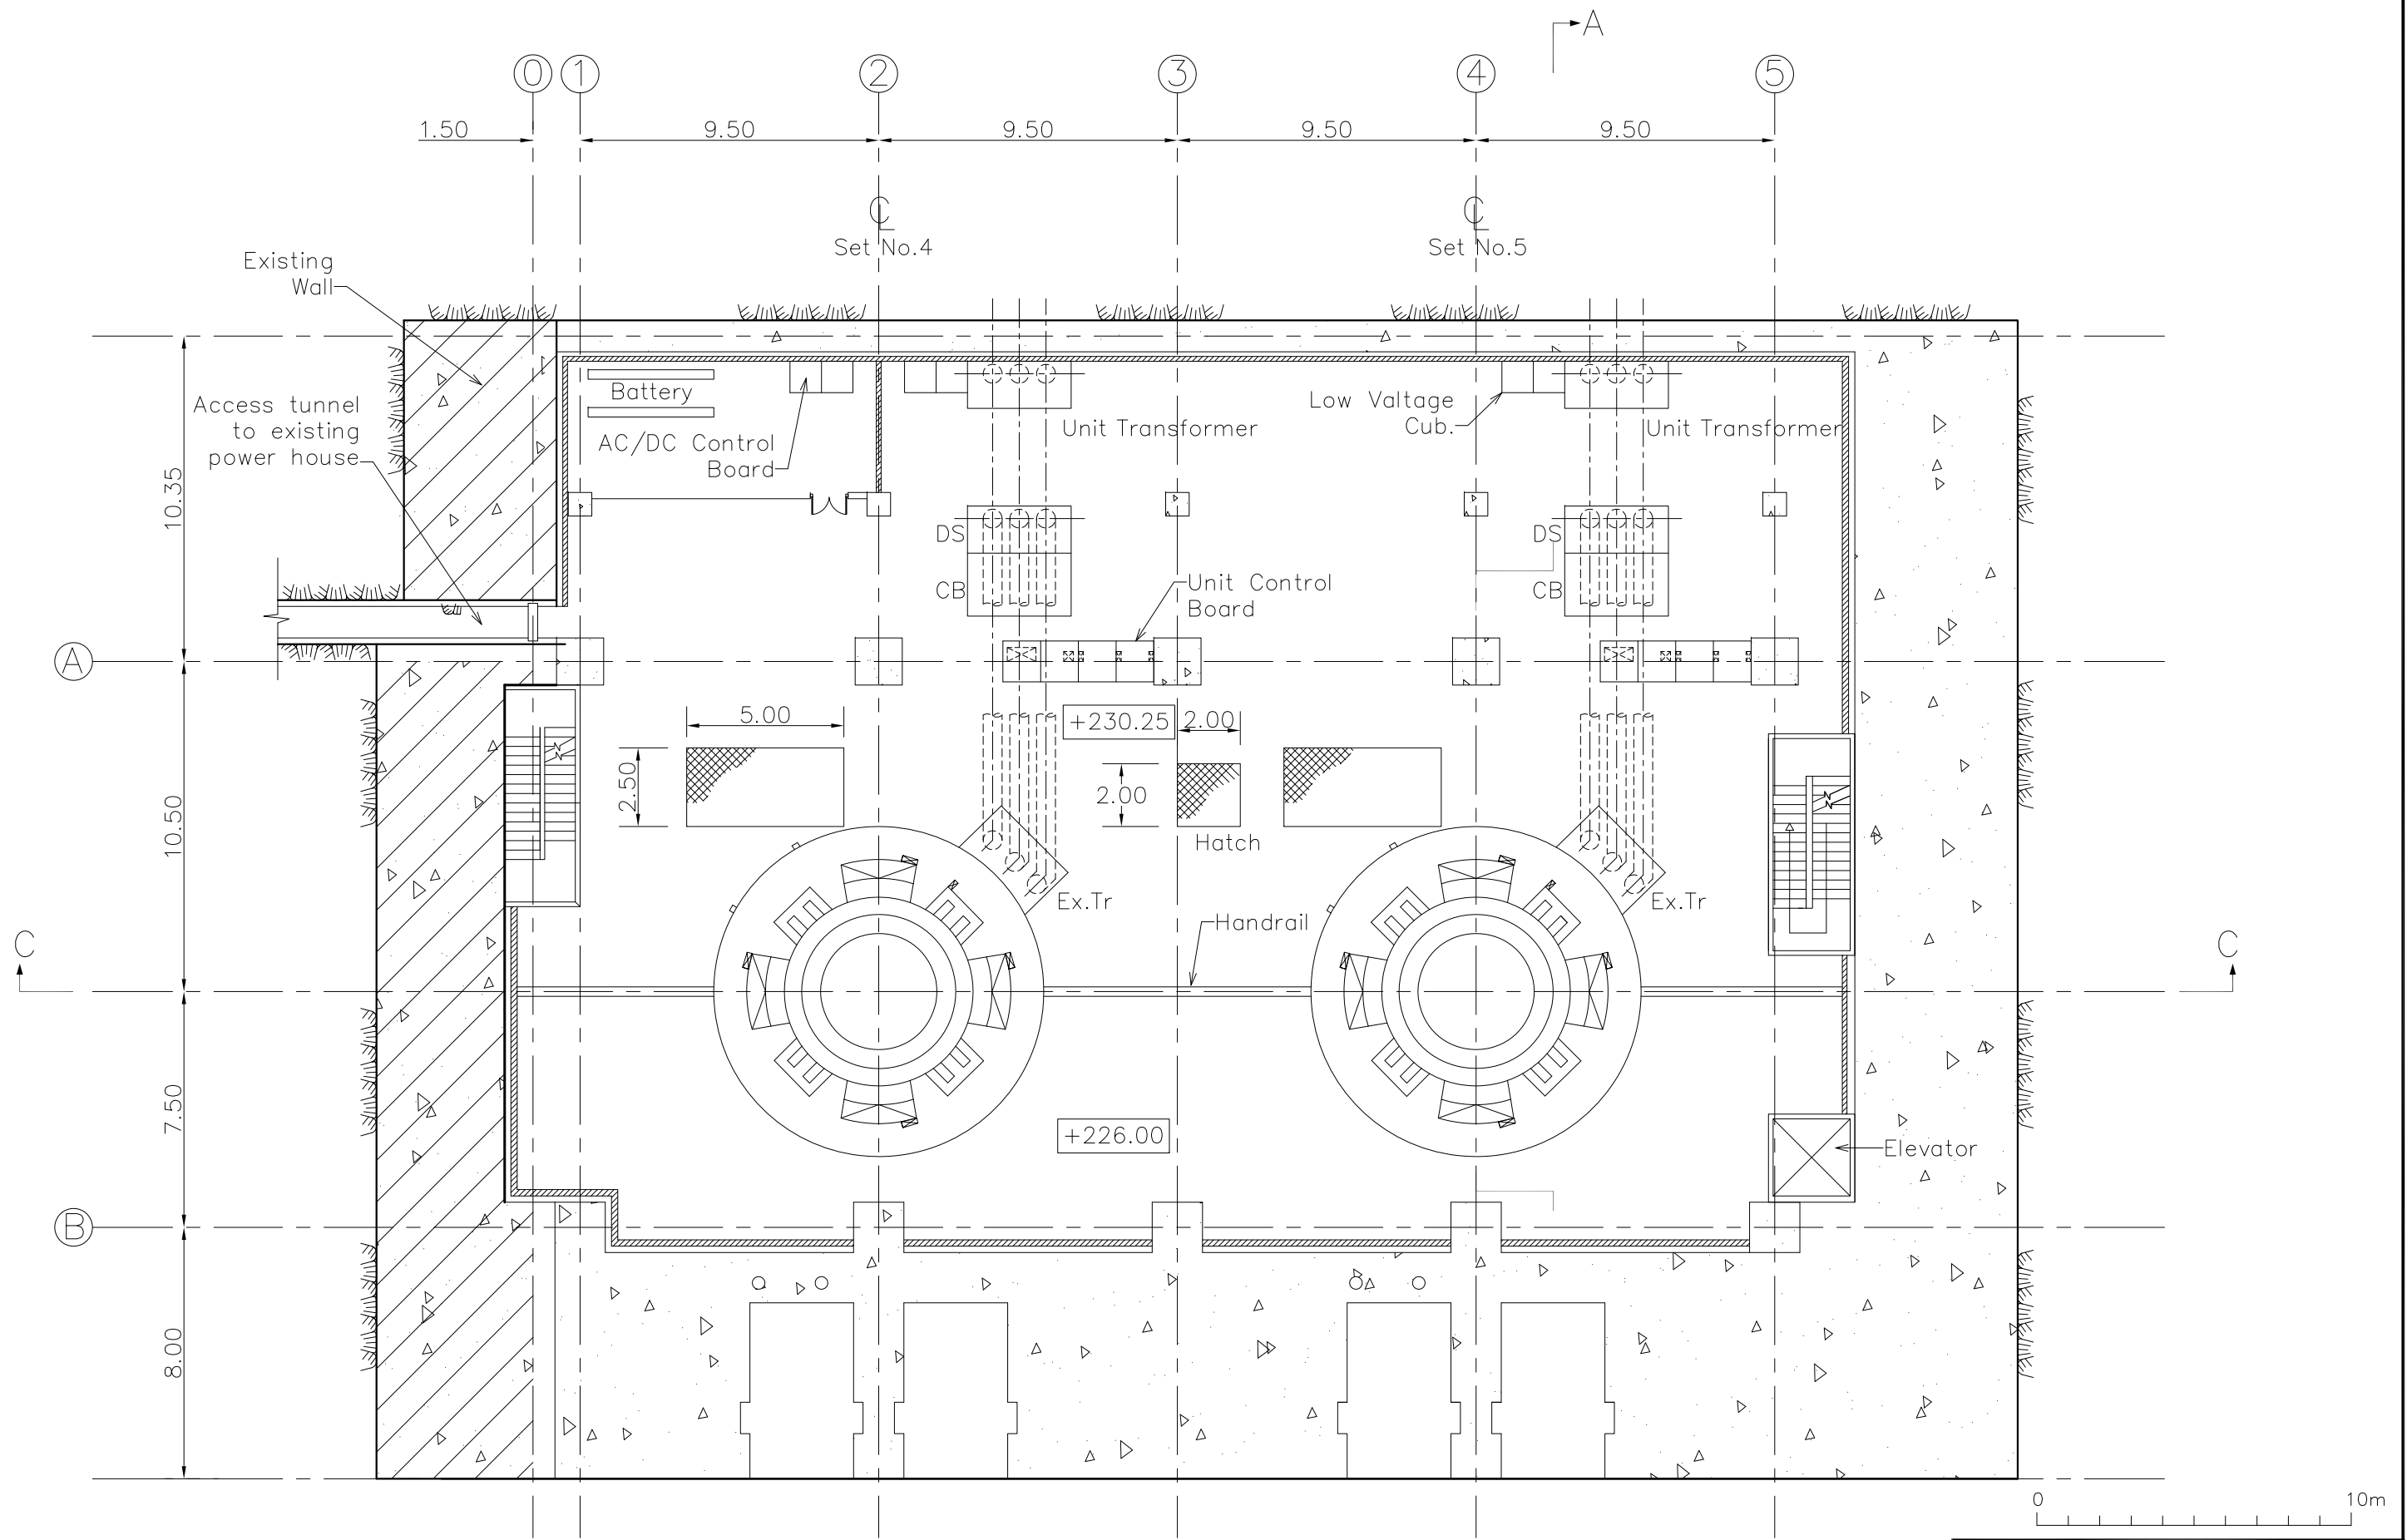 A
0 1 2 3 4 5
1.50 9.50 9.50 9.50 9.50
℄ ℄
Set No.4 Set No.5
Existing
Wall
Access tunnel
to existing
power house
Battery
AC/DC Control
Board
Unit Transformer
Low Valtage
Cub.
Unit Transformer
10.35
DS
CB
DS
CB
Unit Control
Board
A
5.00
+230.25
2.00
2.50
2.00
Hatch
10.50
Ex.Tr
Ex.Tr
Handrail
C C
7.50
+226.00
Elevator
B
8.00
0 10m